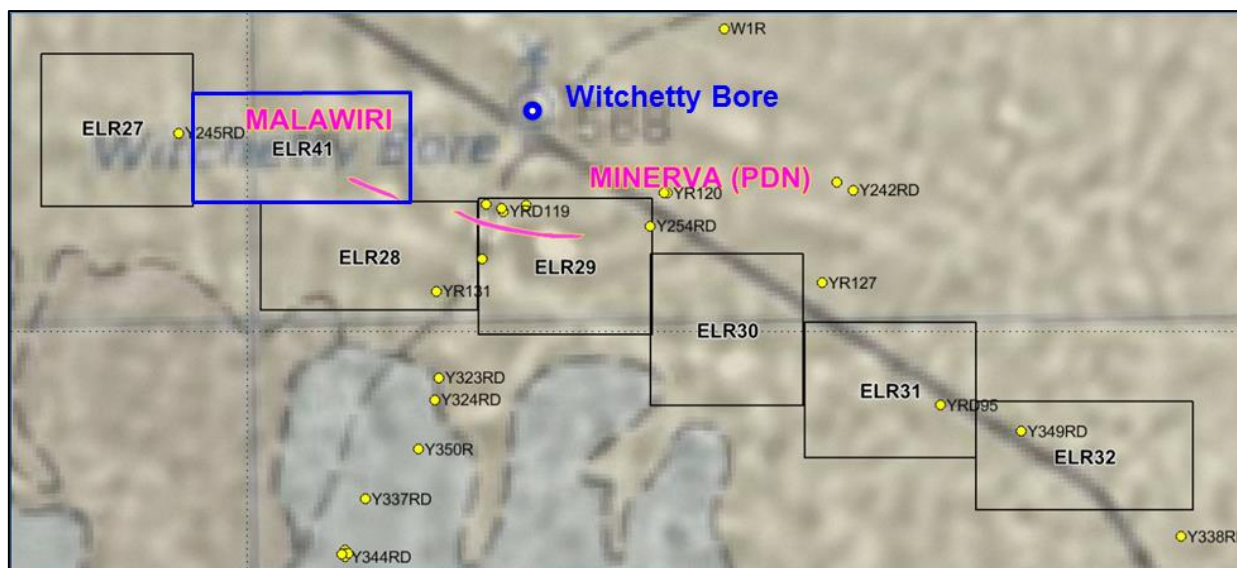 W1R
Witchetty Bore
ELR27
Y245RD
MALAWIRI
ELR41
Witchetty Bore
588
MINERVA (PDN)
YR120
Y242RD
YRD119
Y254RD
ELR28
ELR29
YR131
YR127
ELR30
Y323RD
Y324RD
ELR31
YRD95
Y350R
Y349RD
ELR32
Y337RD
Y344RD
Y338R